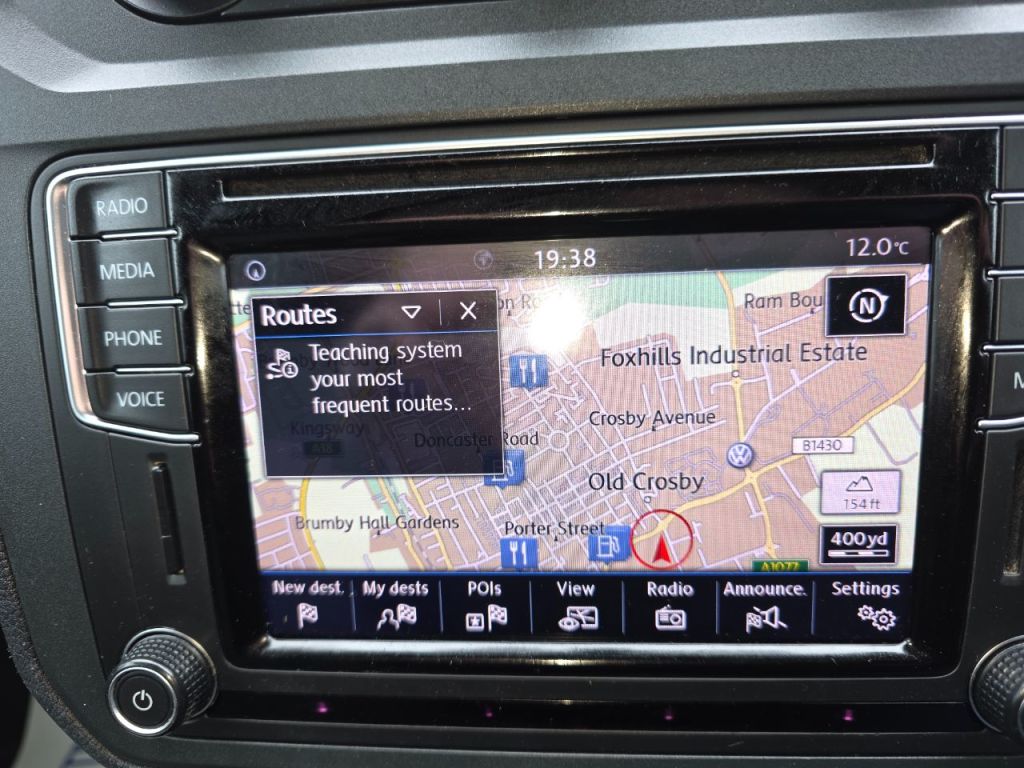 RADIO
MEDIA
PHONE
VOICE
19:38
12.0°C
Routes
Teaching system
your most
frequent routes...
Ram Bou
N
Foxhills Industrial Estate
Crosby Avenue
Kingsway
A18
Doncaster Road
B1430
Old Crosby
154 ft
Brumby Hall Gardens
Porter Street
400yd
A1077
New dest.
My dests
POIs
View
Radio
Announce.
Settings
M